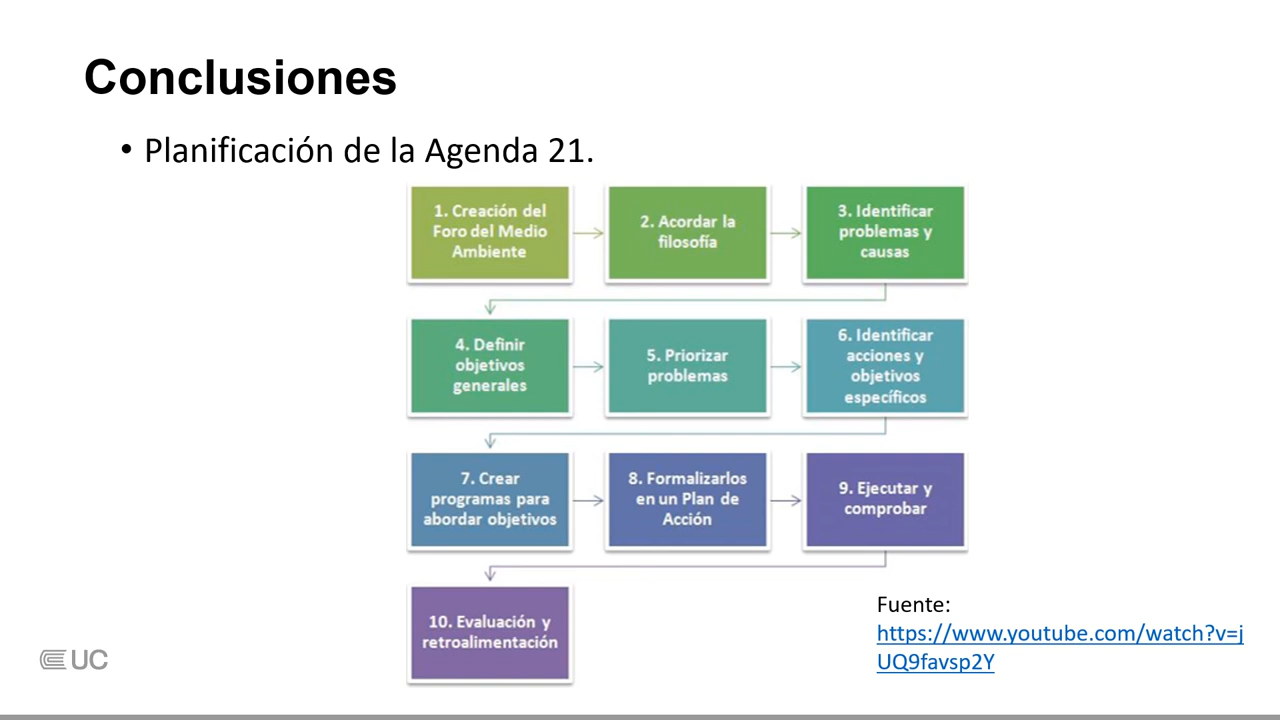 Conclusiones
• Planificación de la Agenda 21.
1. Creación del
Foro del Medio
Ambiente
2. Acordar la
filosofía
3. Identificar
problemas y
causas
4. Definir
objetivos
generales
5. Priorizar
problemas
6. Identificar
acciones y
objetivos
específicos
7. Crear
programas para
abordar objetivos
8. Formalizarlos
en un Plan de
Acción
9. Ejecutar y
comprobar
10. Evaluación y
retroalimentación
Fuente:
https://www.youtube.com/watch?v=j
UQ9favsp2Y
UC